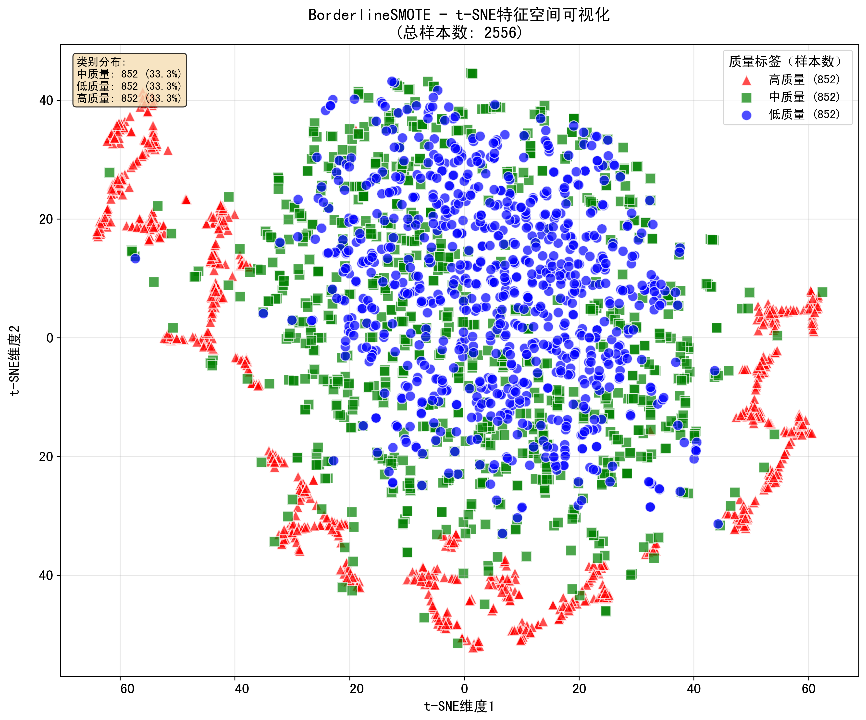 BorderlineSMOTE - t-SNE特征空间可视化
(总样本数: 2556)
类别分布:
中质量: 852 (33.3%)
低质量: 852 (33.3%)
高质量: 852 (33.3%)
质量标签（样本数）
高质量 (852)
中质量 (852)
低质量 (852)
t-SNE维度2
40
20
0
20
40
60
40
20
0
20
40
60
t-SNE维度1